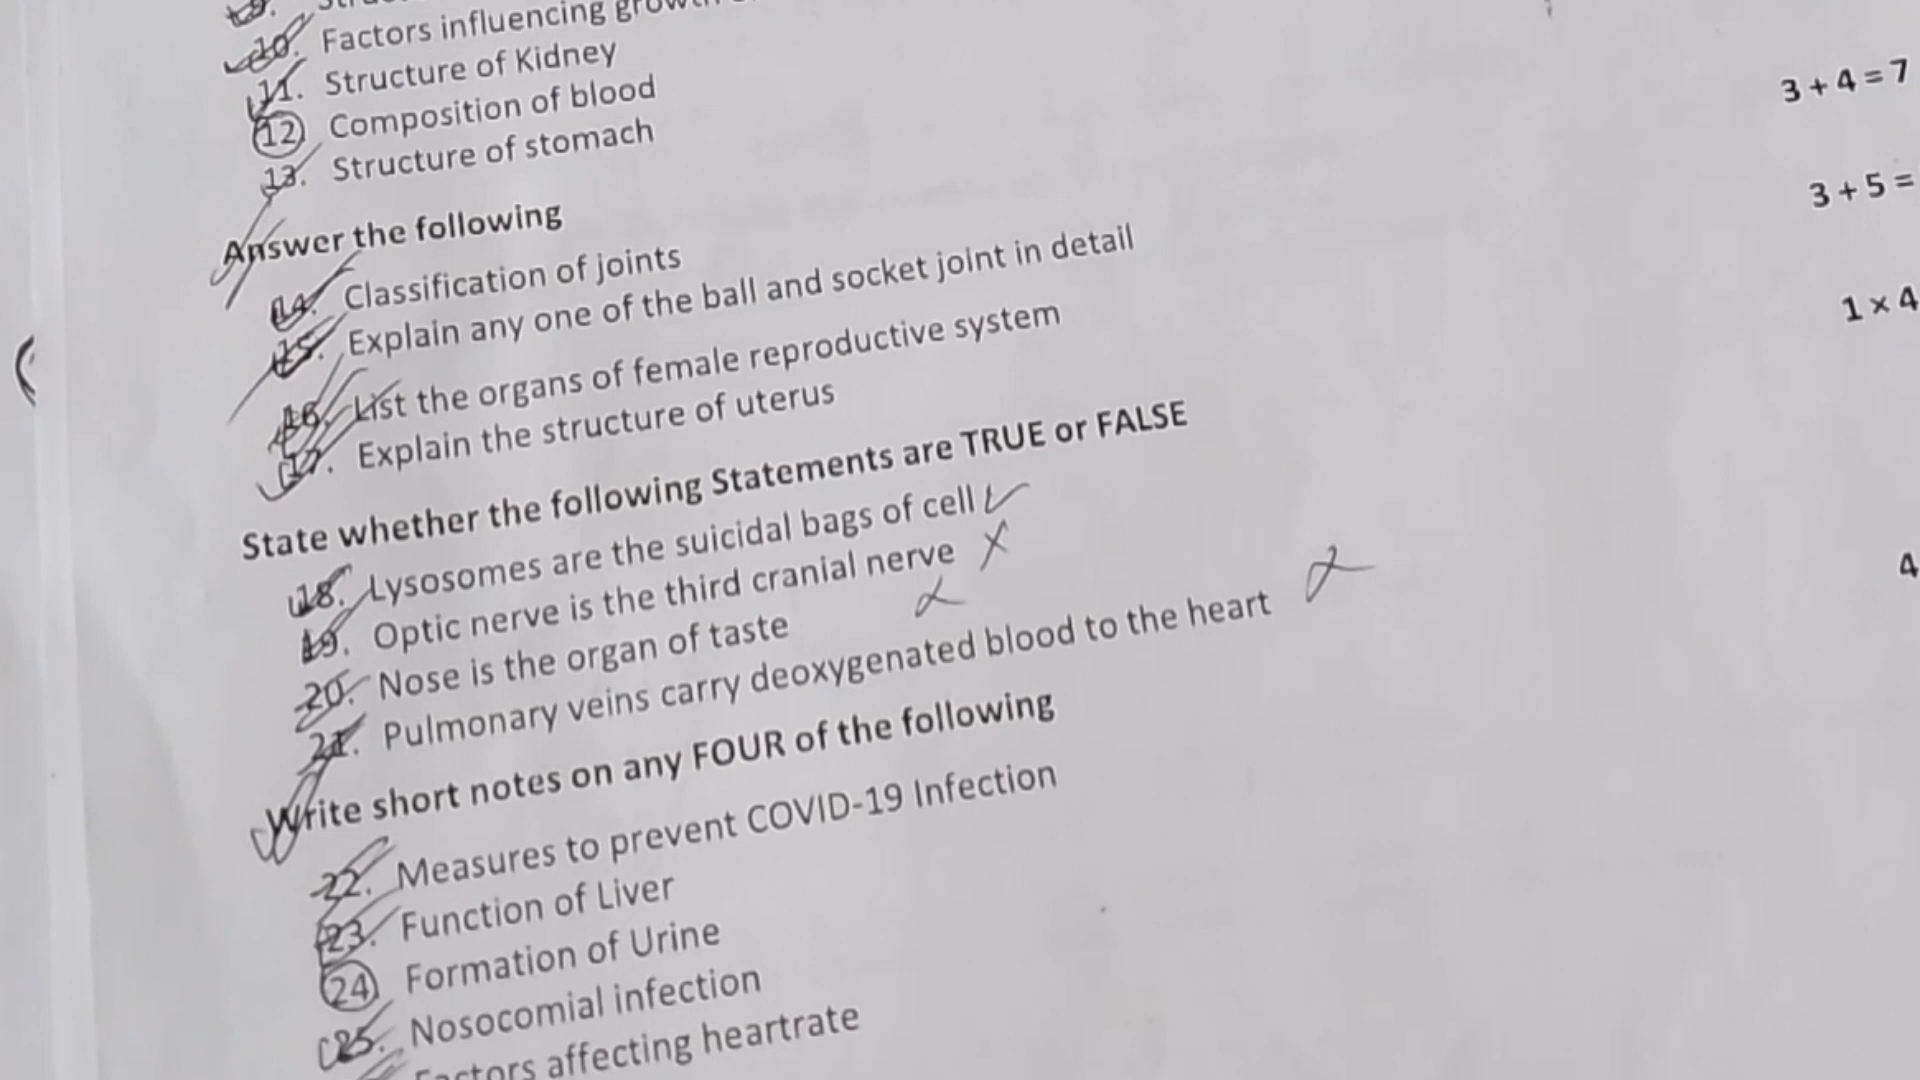 10. Factors influencing growth
11. Structure of Kidney
12 Composition of blood
13. Structure of stomach
3 + 4 = 7
Answer the following
14. Classification of joints
15. Explain any one of the ball and socket joint in detail
3 + 5 =
16. List the organs of female reproductive system
17. Explain the structure of uterus
1 × 4
State whether the following Statements are TRUE or FALSE
18. Lysosomes are the suicidal bags of cell ✓
19. Optic nerve is the third cranial nerve ✗
20. Nose is the organ of taste ✗
21. Pulmonary veins carry deoxygenated blood to the heart ✗
4
Write short notes on any FOUR of the following
22. Measures to prevent COVID-19 Infection
23. Function of Liver
24 Formation of Urine
25. Nosocomial infection
Factors affecting heartrate